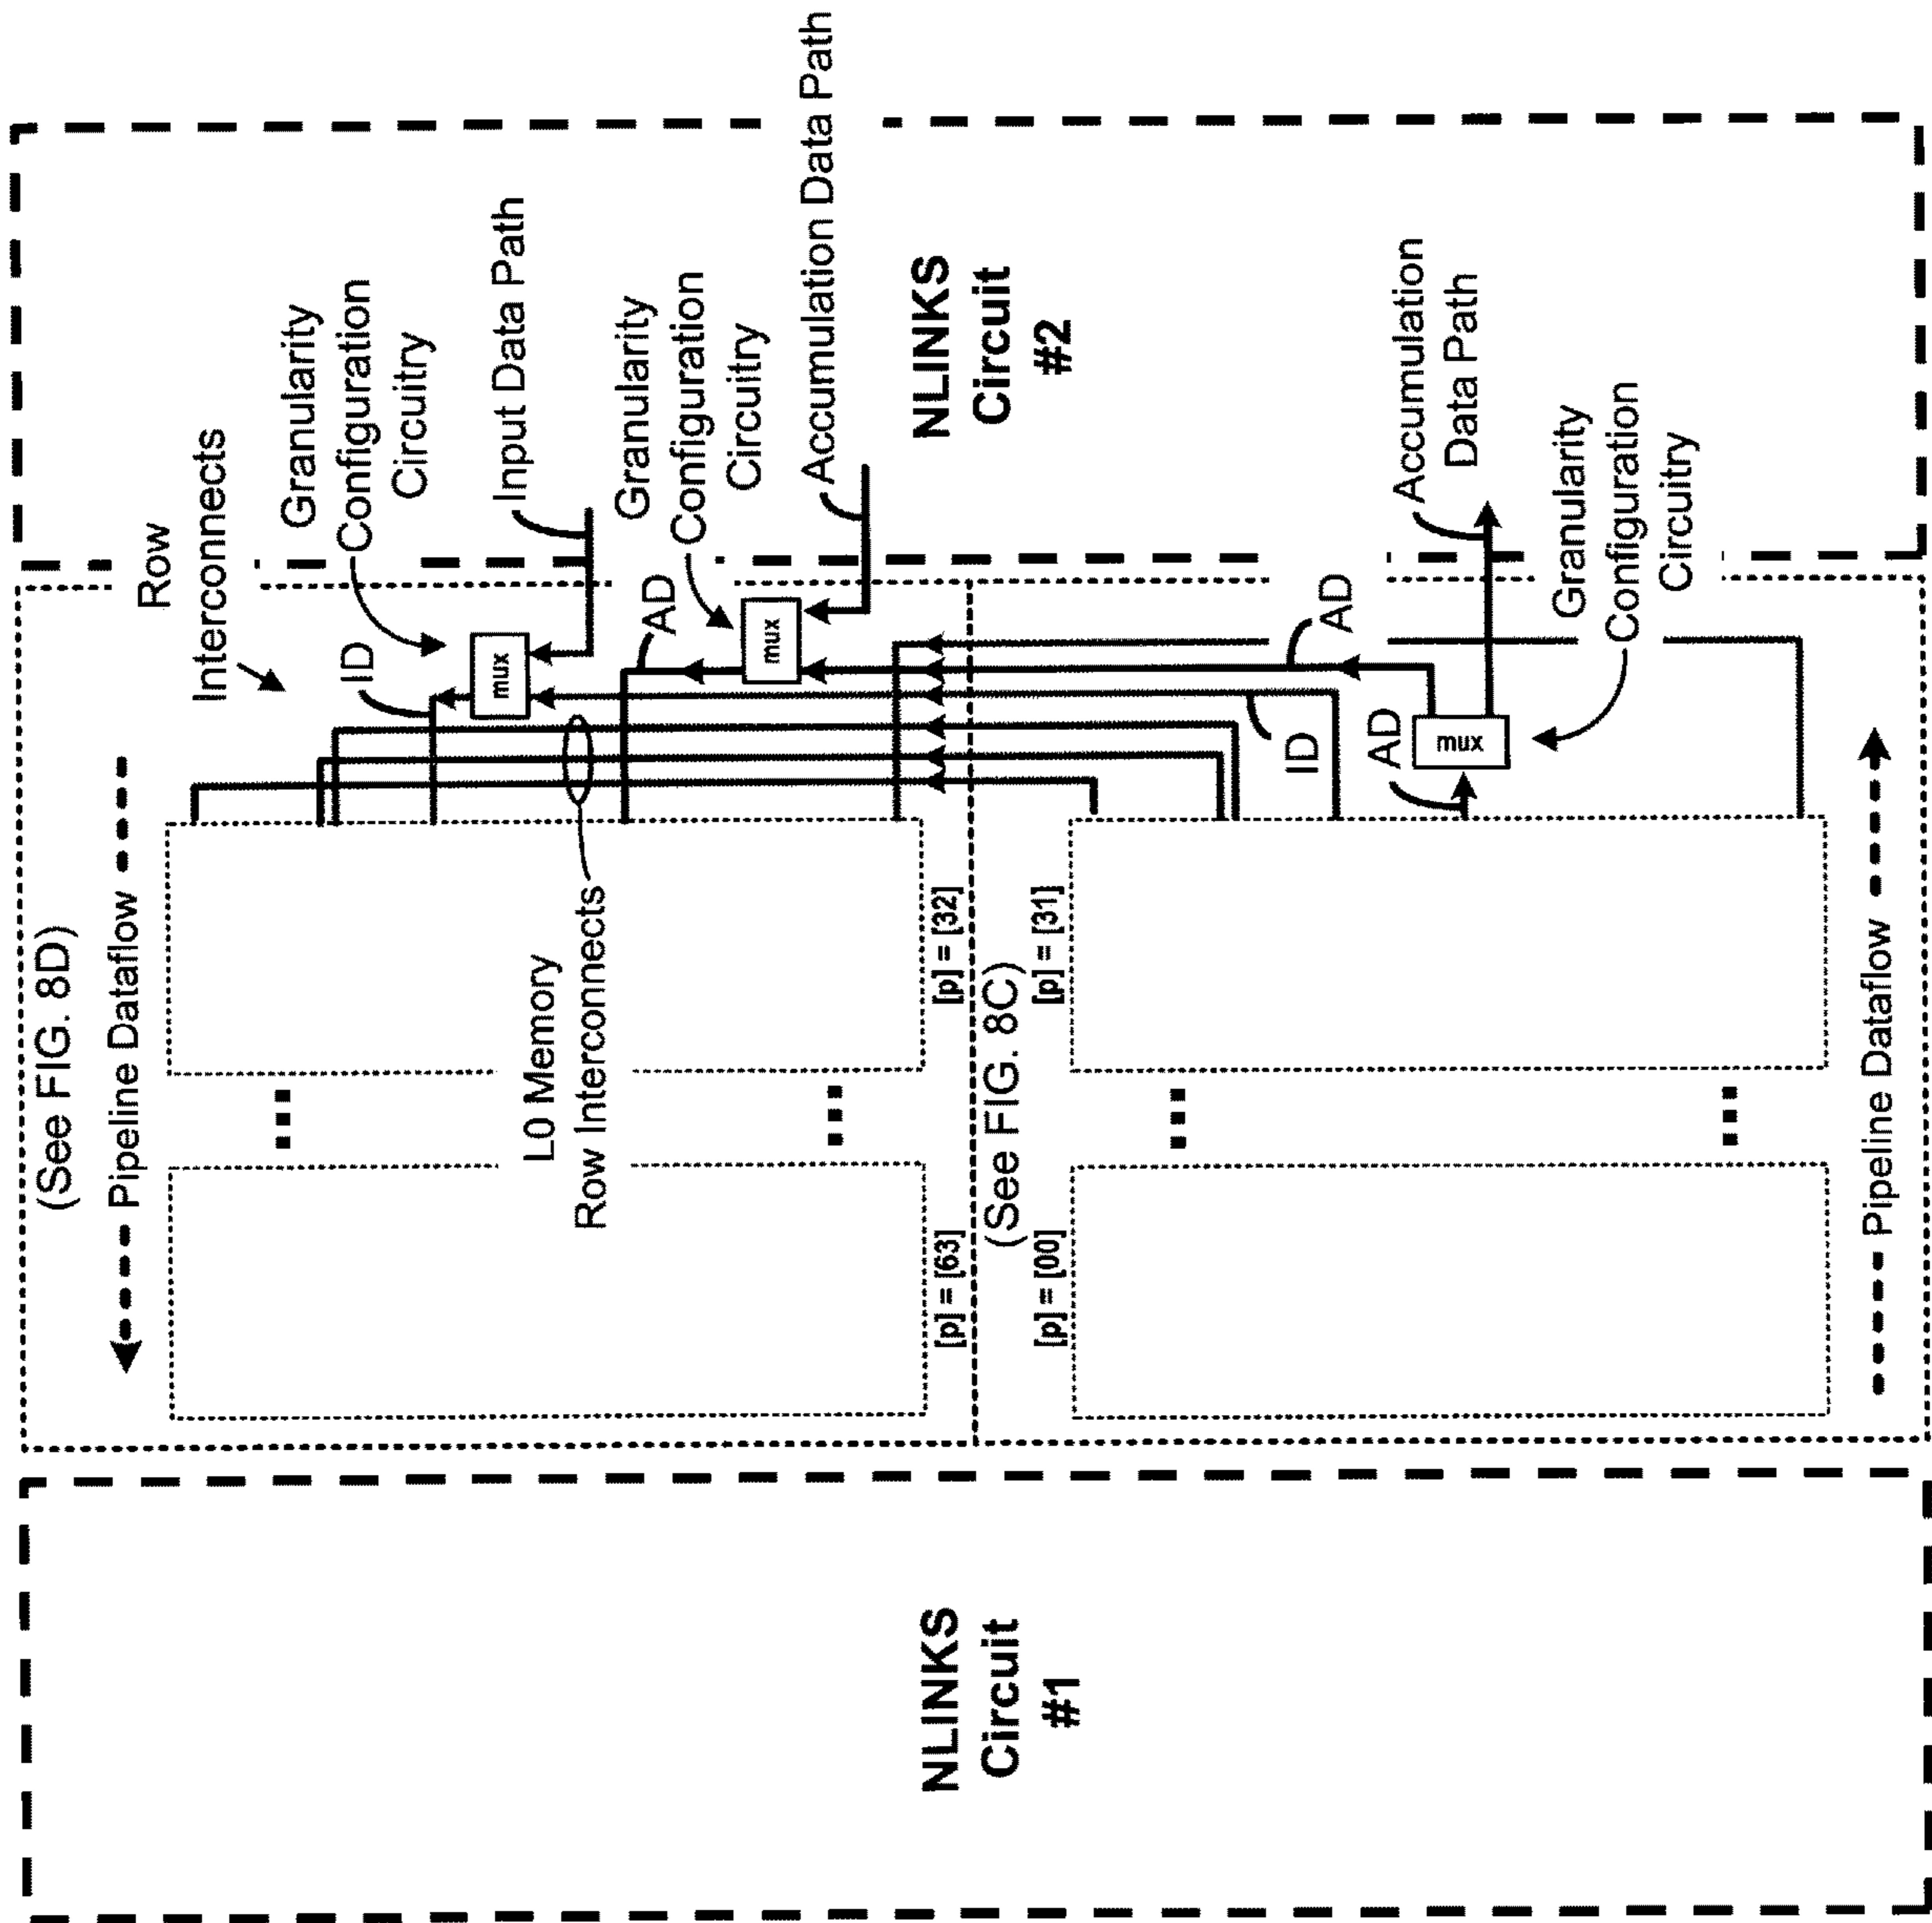 (See FIG. 8D)
Pipeline Dataflow
Row
Interconnects
Granularity
Configuration
Circuitry
ID
mux
Input Data Path
Granularity
Configuration
Circuitry
AD
mux
Accumulation Data Path
L0 Memory
Row Interconnects
[p] = [63]
[p] = [32]
NLINKS
Circuit
#1
NLINKS
Circuit
#2
(See FIG. 8C)
[p] = [00]
[p] = [31]
ID
AD
AD
mux
Accumulation
Data Path
Granularity
Configuration
Circuitry
Pipeline Dataflow